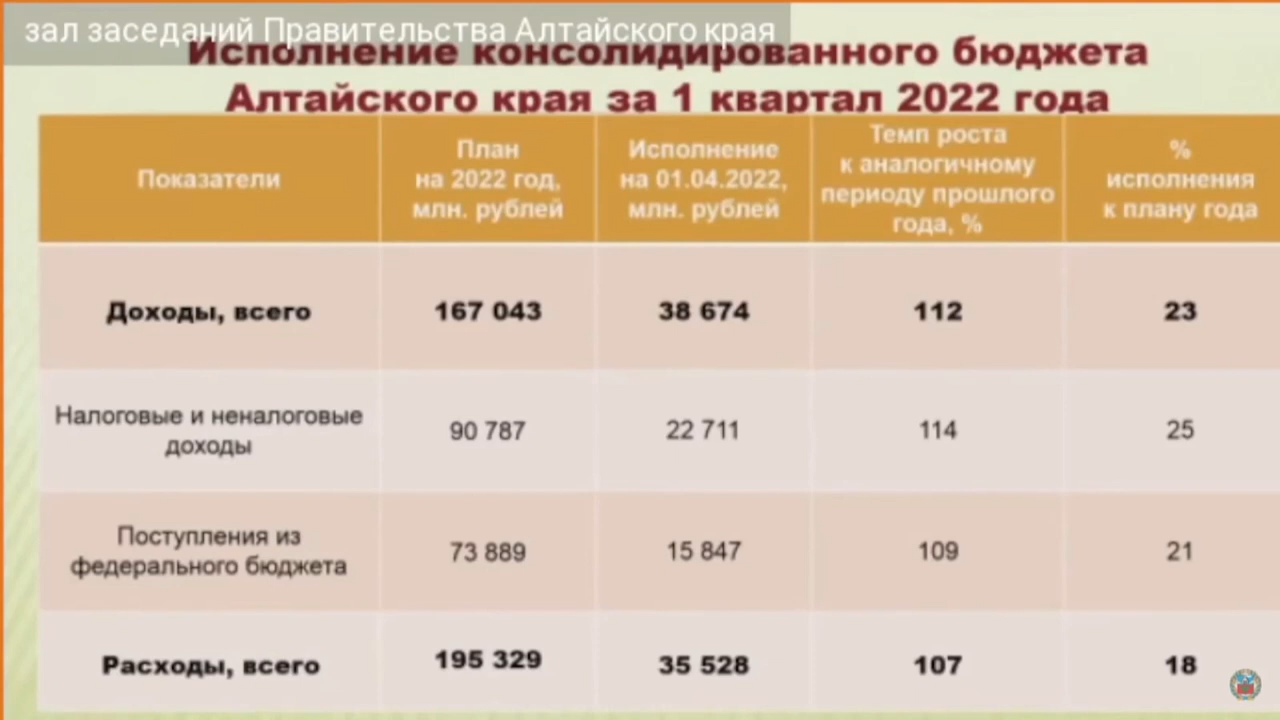 зал заседаний Правительства Алтайского края
Исполнение консолидированного бюджета
Алтайского края за 1 квартал 2022 года
Показатели
План
на 2022 год,
млн. рублей
Исполнение
на 01.04.2022,
млн. рублей
Темп роста
к аналогичному
периоду прошлого
года, %
%
исполнения
к плану года
Доходы, всего
167 043
38 674
112
23
Налоговые и неналоговые
доходы
90 787
22 711
114
25
Поступления из
федерального бюджета
73 889
15 847
109
21
Расходы, всего
195 329
35 528
107
18